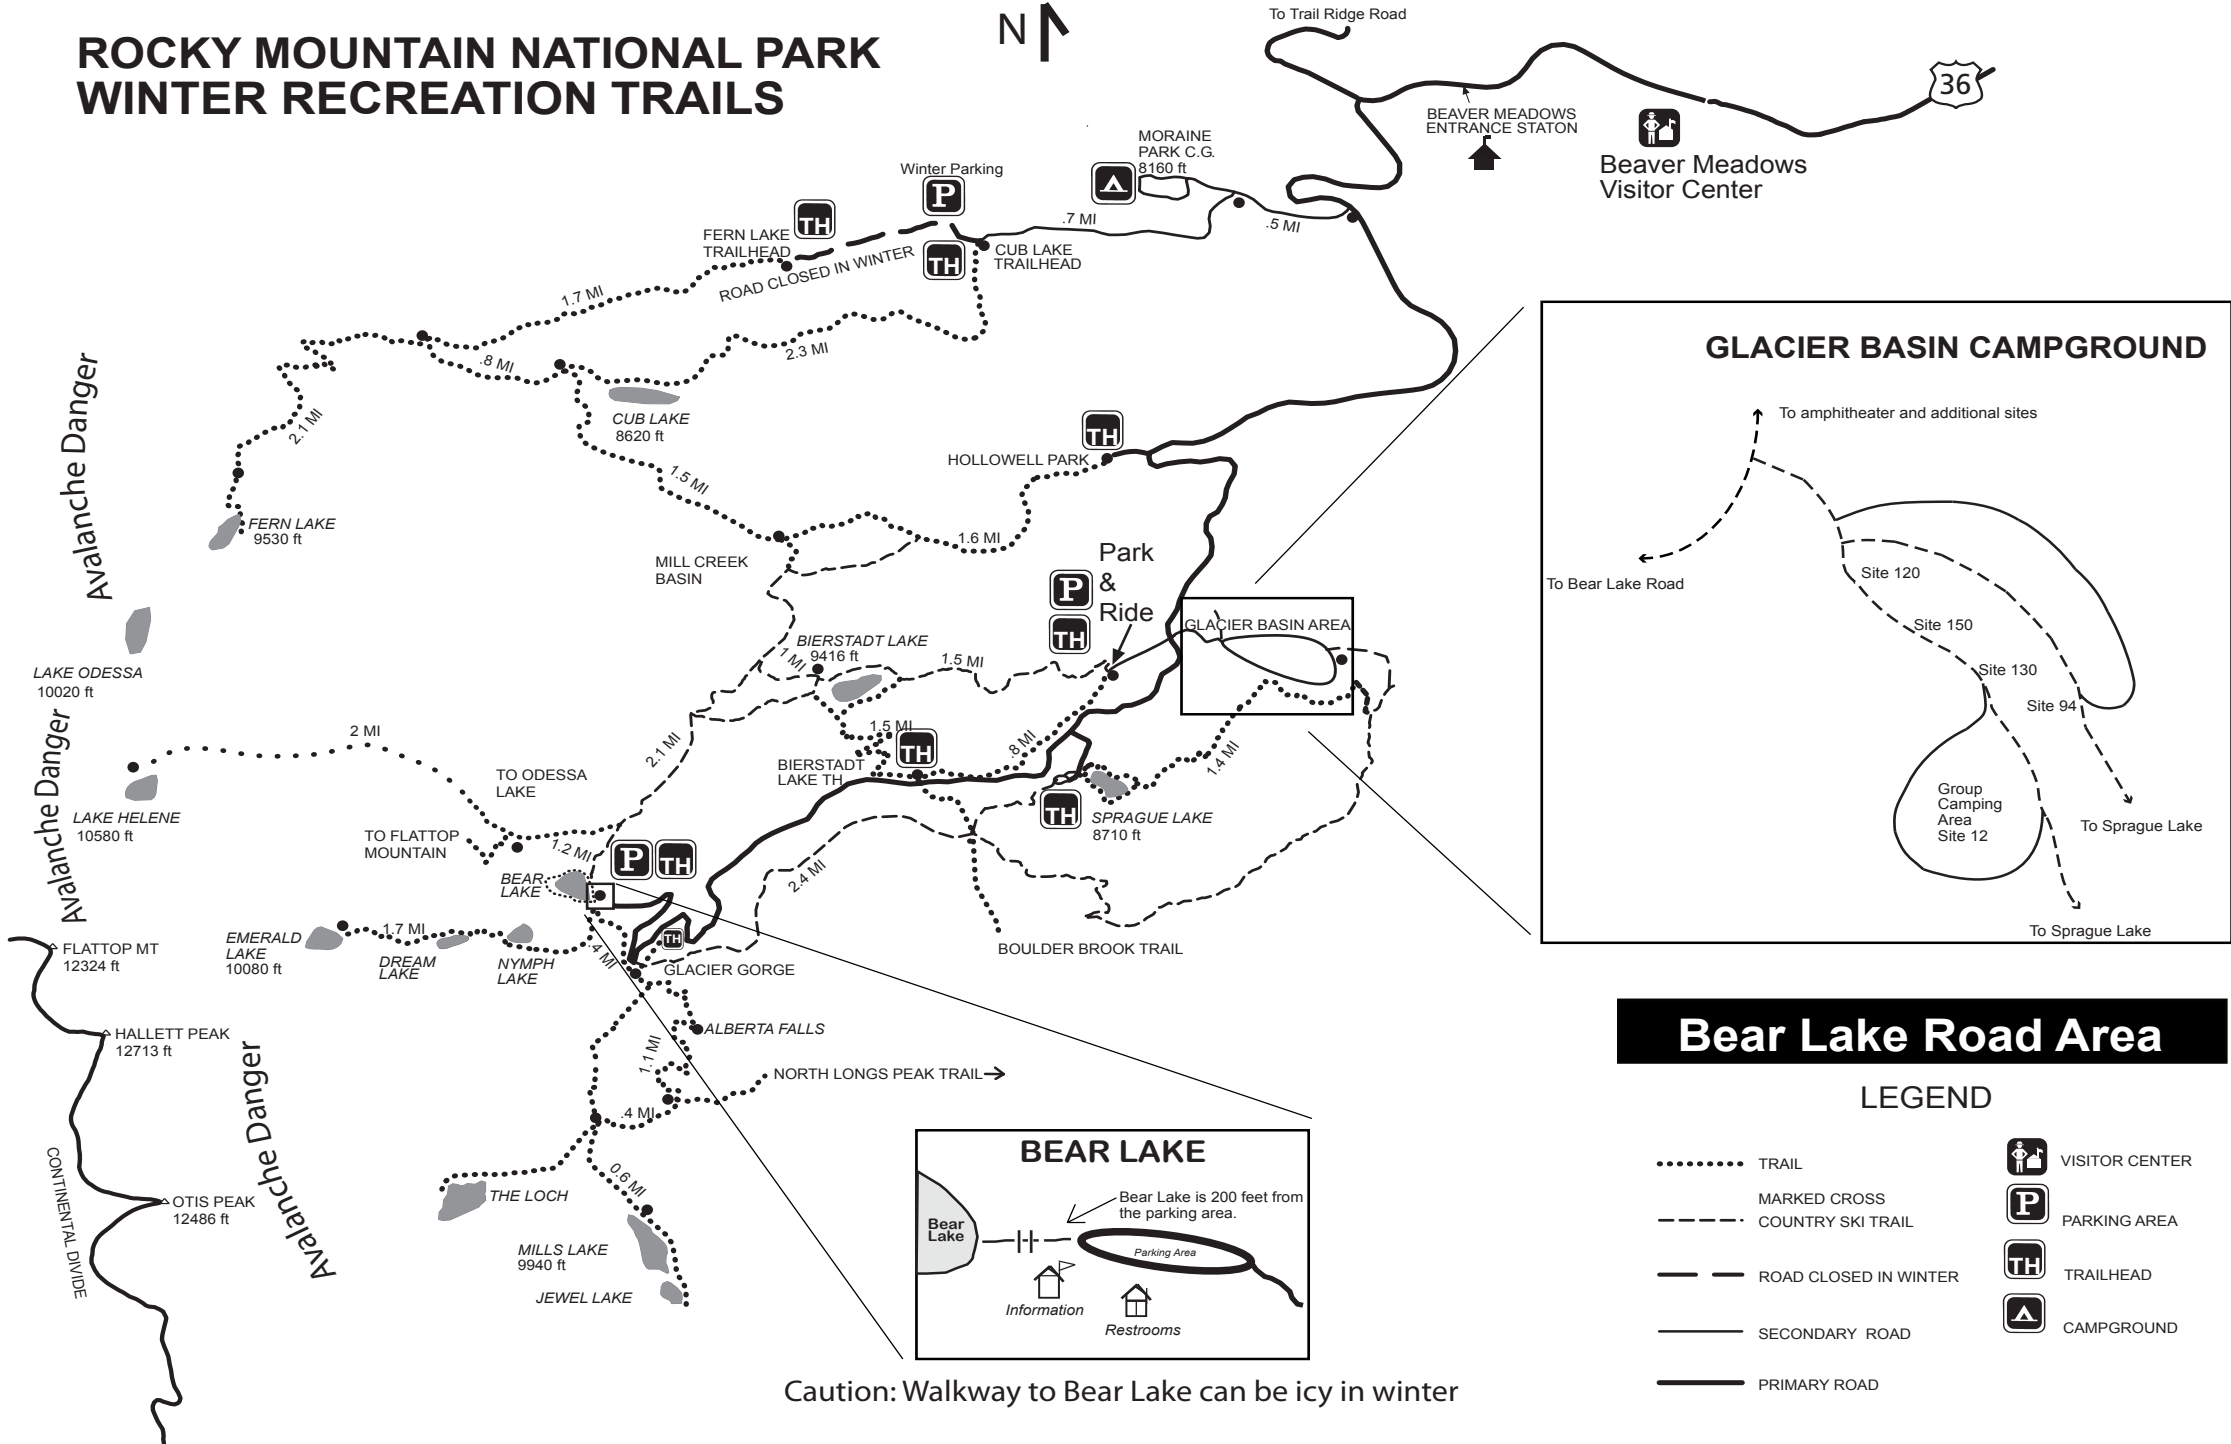 ROCKY MOUNTAIN NATIONAL PARK
WINTER RECREATION TRAILS
N
To Trail Ridge Road
36
BEAVER MEADOWS
ENTRANCE STATON
Beaver Meadows
Visitor Center
MORAINE
PARK C.G.
8160 ft
Winter Parking
P
TH
FERN LAKE
TRAILHEAD
ROAD CLOSED IN WINTER
TH
CUB LAKE
TRAILHEAD
.7 MI
.5 MI
1.7 MI
.8 MI
2.3 MI
2.1 MI
CUB LAKE
8620 ft
1.5 MI
FERN LAKE
9530 ft
Avalanche Danger
TH
HOLLOWELL PARK
1.6 MI
MILL CREEK
BASIN
Park
&
Ride
P
TH
GLACIER BASIN AREA
BIERSTADT LAKE
9416 ft
1 MI
1.5 MI
LAKE ODESSA
10020 ft
Avalanche Danger
2 MI
2.1 MI
1.5 MI
TH
BIERSTADT
LAKE TH
.8 MI
1.4 MI
TO ODESSA
LAKE
LAKE HELENE
10580 ft
TO FLATTOP
MOUNTAIN
1.2 MI
P
TH
TH
SPRAGUE LAKE
8710 ft
BEAR
LAKE
2.4 MI
EMERALD
LAKE
10080 ft
1.7 MI
DREAM
LAKE
NYMPH
LAKE
.4 MI
TH
GLACIER GORGE
BOULDER BROOK TRAIL
FLATTOP MT
12324 ft
HALLETT PEAK
12713 ft
Avalanche Danger
ALBERTA FALLS
1.1 MI
NORTH LONGS PEAK TRAIL
.4 MI
CONTINENTAL DIVIDE
OTIS PEAK
12486 ft
THE LOCH
0.6 MI
MILLS LAKE
9940 ft
JEWEL LAKE
GLACIER BASIN CAMPGROUND
To amphitheater and additional sites
To Bear Lake Road
Site 120
Site 150
Site 130
Site 94
Group
Camping
Area
Site 12
To Sprague Lake
To Sprague Lake
BEAR LAKE
Bear Lake is 200 feet from
the parking area.
Bear
Lake
Parking Area
Information
Restrooms
Caution: Walkway to Bear Lake can be icy in winter
Bear Lake Road Area
LEGEND
TRAIL
MARKED CROSS
COUNTRY SKI TRAIL
ROAD CLOSED IN WINTER
SECONDARY ROAD
PRIMARY ROAD
VISITOR CENTER
P PARKING AREA
TH TRAILHEAD
CAMPGROUND